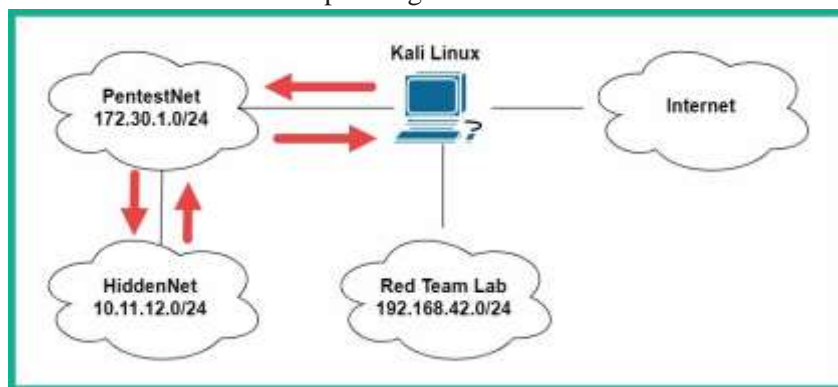 Kali Linux
PentestNet
172.30.1.0/24
Internet
?
HiddenNet
10.11.12.0/24
Red Team Lab
192.168.42.0/24